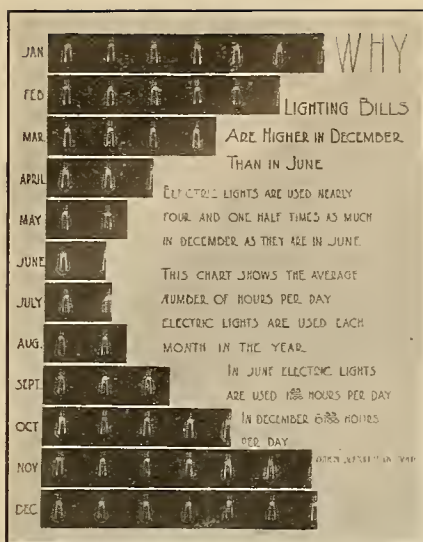 WHY
LIGHTING BILLS
ARE HIGHER IN DECEMBER
THAN IN JUNE
ELECTRIC LIGHTS ARE USED NEARLY
FOUR AND ONE HALF TIMES AS MUCH
IN DECEMBER AS THEY ARE IN JUNE
THIS CHART SHOWS THE AVERAGE
NUMBER OF HOURS PER DAY
ELECTRIC LIGHTS ARE USED EACH
MONTH IN THE YEAR.
IN JUNE ELECTRIC LIGHTS
ARE USED HOURS PER DAY
IN DECEMBER HOURS
PER DAY
JAN
FEB
MAR.
APRIL
MAY
JUNE
JULY
AUG.
SEPT.
OCT
NOV
DEC.